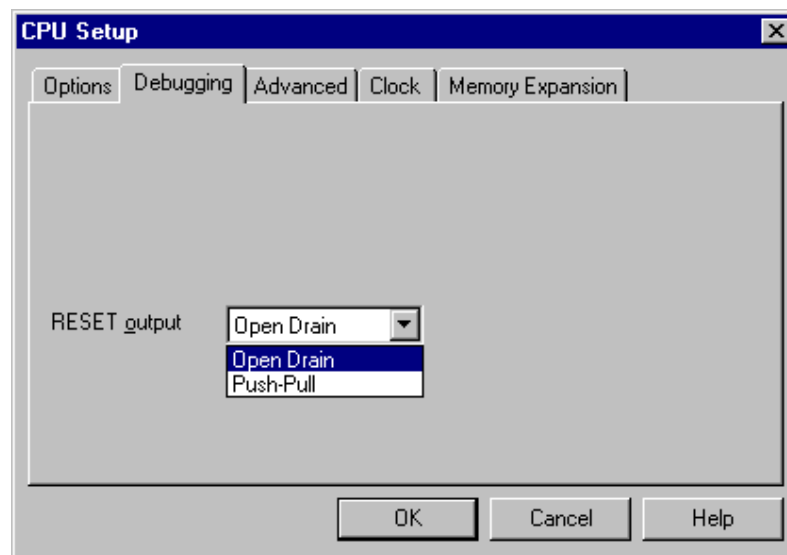 CPU Setup
Options Debugging Advanced Clock Memory Expansion
RESET output Open Drain
Open Drain
Push-Pull
OK Cancel Help